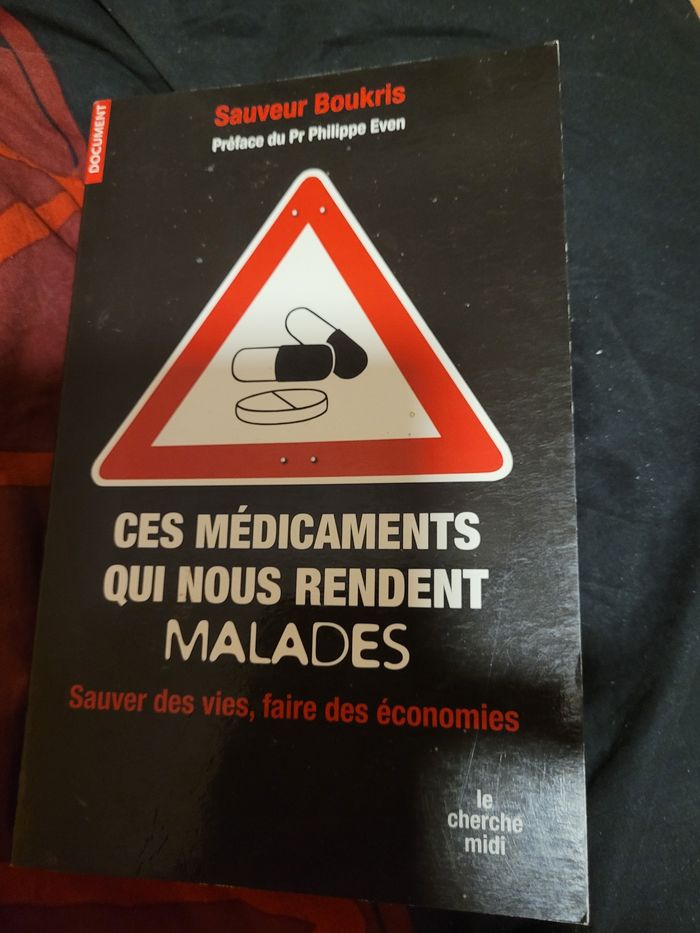 DOCUMENT
Sauveur Boukris
Préface du Pr Philippe Even
CES MÉDICAMENTS
QUI NOUS RENDENT
MALADES
Sauver des vies, faire des économies
le
cherche
midi